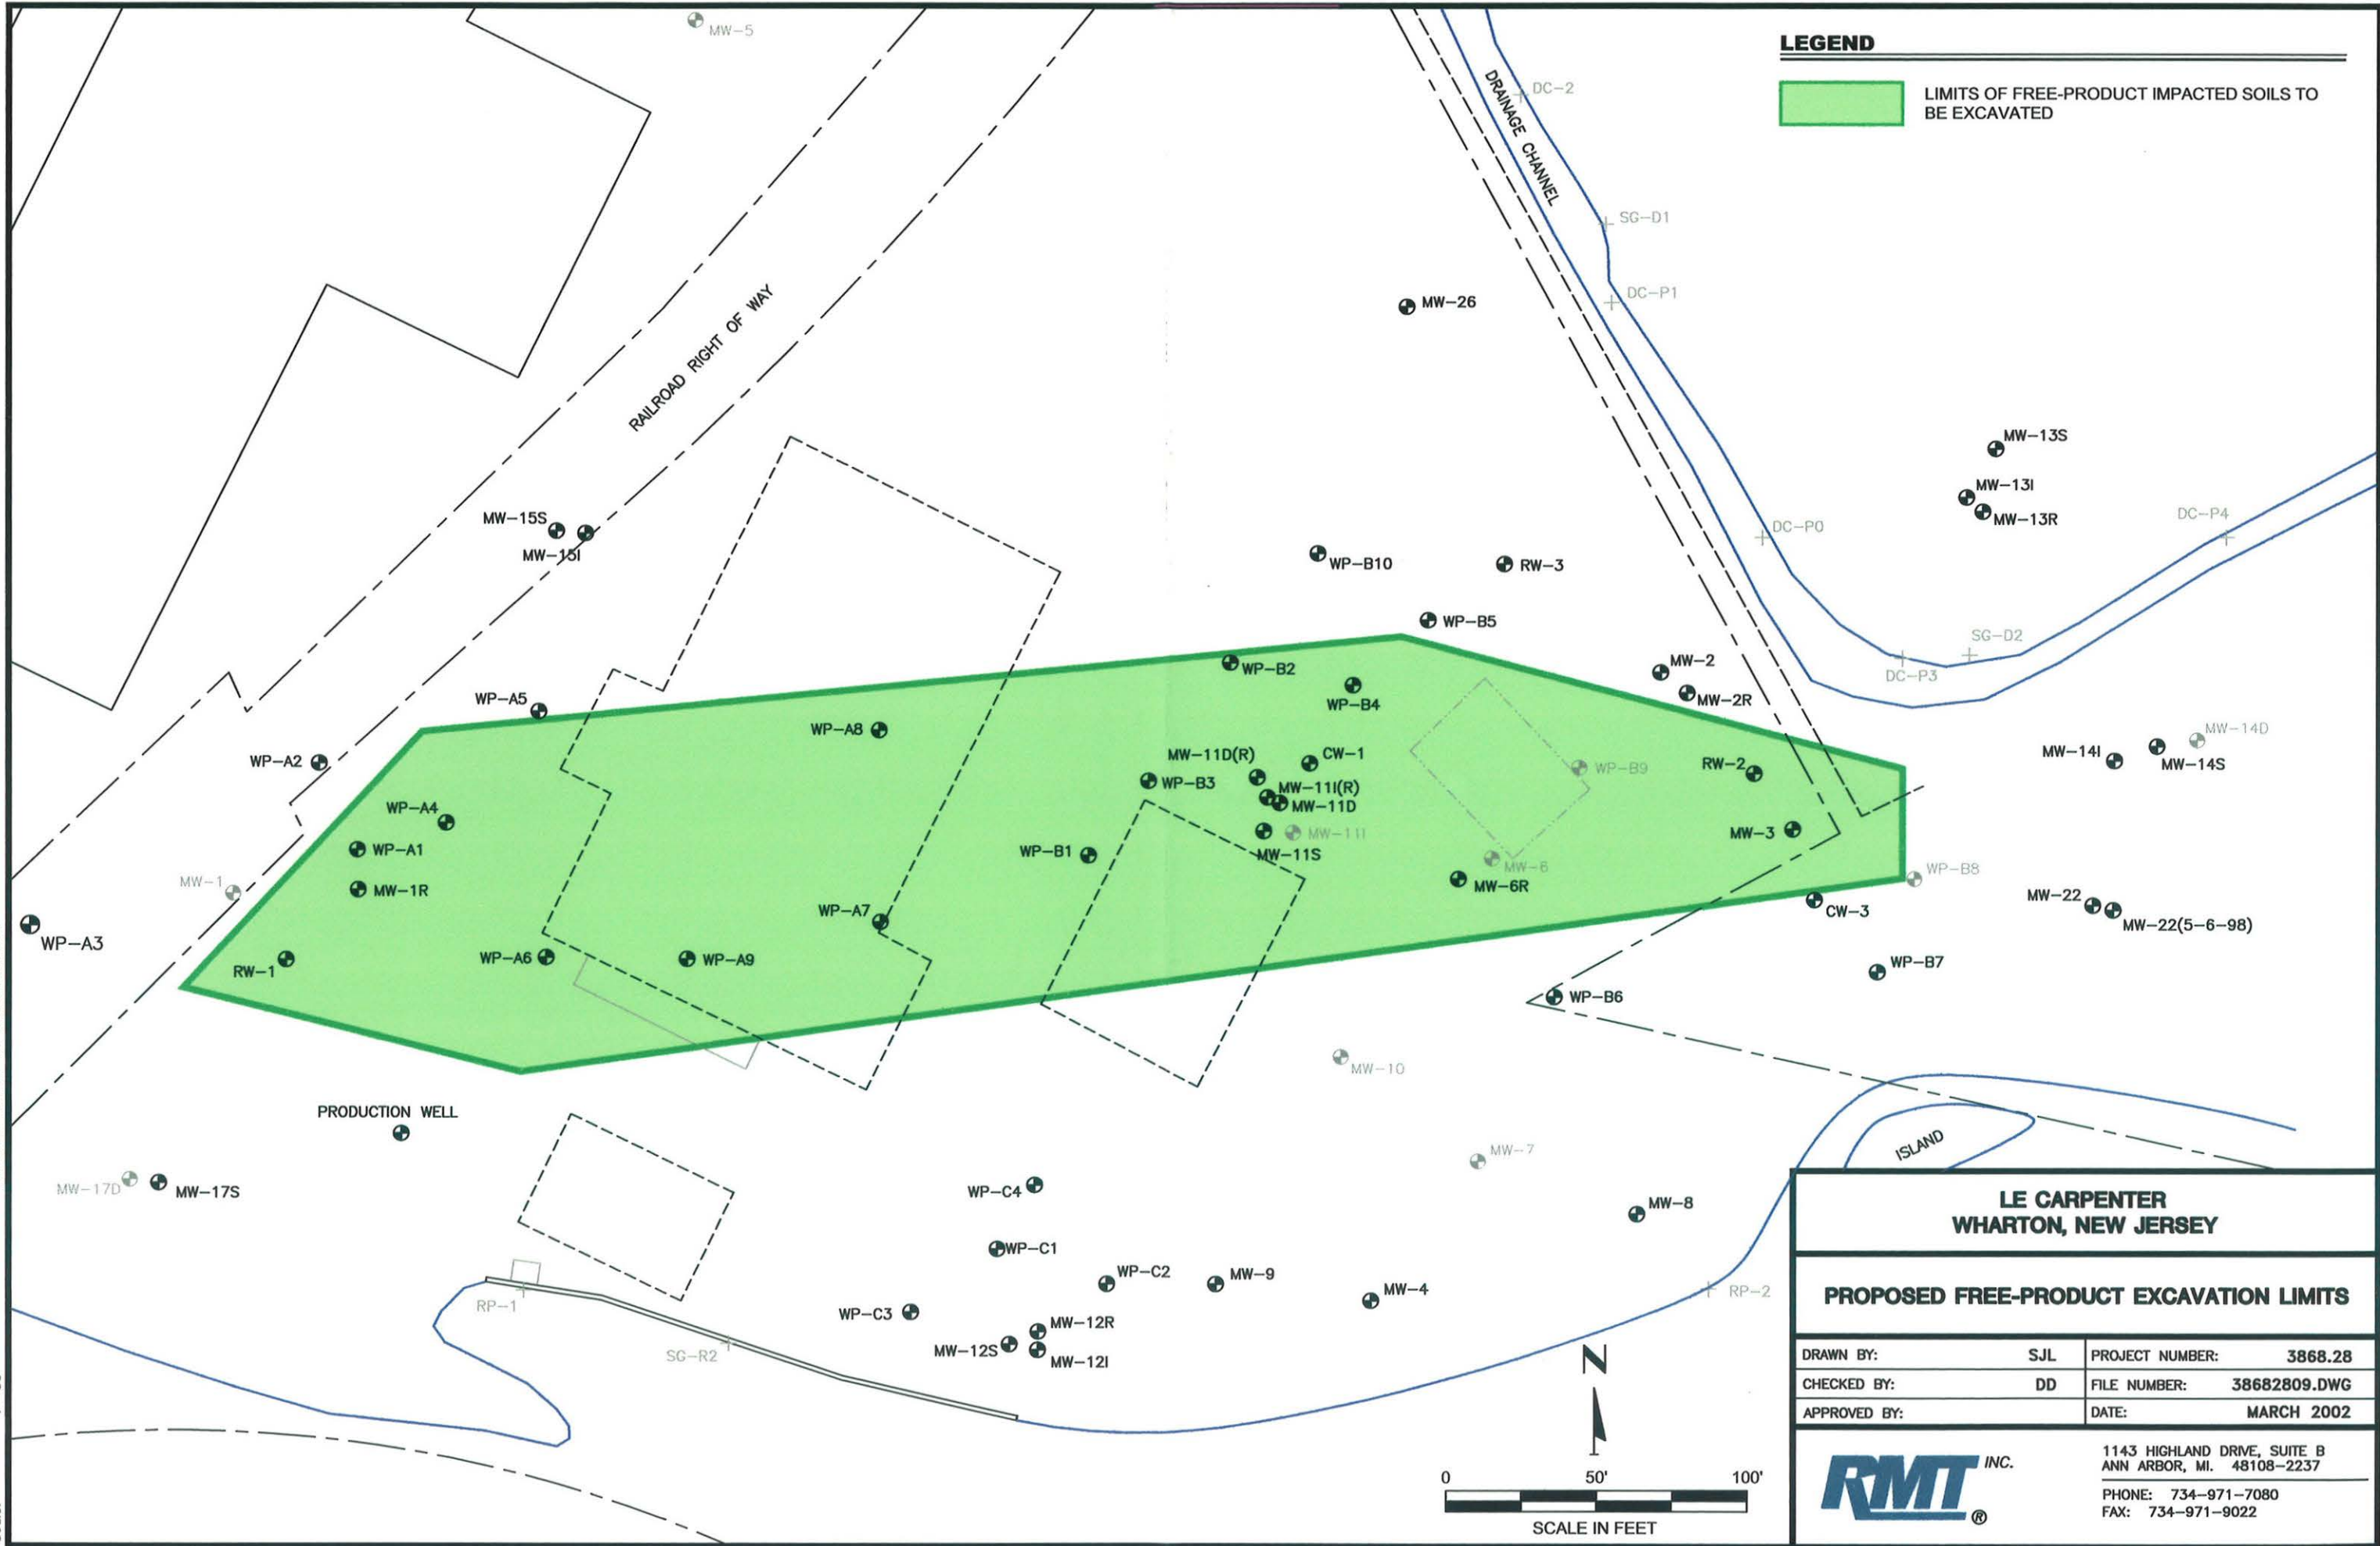 MW-5
LEGEND
LIMITS OF FREE-PRODUCT IMPACTED SOILS TO
BE EXCAVATED
DRAINAGE CHANNEL
DC-2
SG-D1
DC-P1
RAILROAD RIGHT OF WAY
MW-26
MW-13S
MW-13I
MW-13R
DC-P0
DC-P4
MW-15S
MW-15I
WP-B10
RW-3
WP-B5
SG-D2
DC-P3
MW-2
MW-2R
WP-B2
WP-B4
WP-A5
WP-A8
WP-A2
MW-11D(R)
CW-1
WP-B3
MW-11I(R)
MW-11D
MW-11I
MW-11S
WP-B9
RW-2
MW-14D
MW-14I
MW-14S
WP-A4
WP-A1
MW-1
MW-1R
WP-B1
MW-3
MW-6
MW-6R
WP-B8
WP-A3
WP-A7
CW-3
MW-22
MW-22(5-6-98)
RW-1
WP-A6
WP-A9
WP-B7
WP-B6
MW-10
PRODUCTION WELL
MW-17D
MW-17S
MW-7
ISLAND
WP-C4
MW-8
WP-C1
WP-C2
MW-9
MW-4
RP-2
RP-1
WP-C3
MW-12R
MW-12S
MW-12I
SG-R2
N
0 50' 100'
SCALE IN FEET
LE CARPENTER
WHARTON, NEW JERSEY
PROPOSED FREE-PRODUCT EXCAVATION LIMITS
DRAWN BY: SJL
PROJECT NUMBER: 3868.28
CHECKED BY: DD
FILE NUMBER: 38682809.DWG
APPROVED BY:
DATE: MARCH 2002
RMT INC.
®
1143 HIGHLAND DRIVE, SUITE B
ANN ARBOR, MI. 48108-2237
PHONE: 734-971-7080
FAX: 734-971-9022